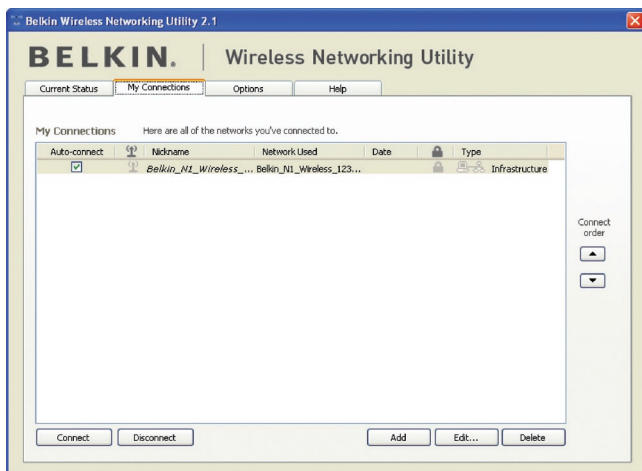 Belkin Wireless Networking Utility 2.1
BELKIN. | Wireless Networking Utility
Current Status My Connections Options Help
My Connections Here are all of the networks you've connected to.
Auto-connect Nickname Network Used Date Type
Belkin_N1_Wireless_... Belkin_N1_Wireless_123... Infrastructure
Connect
order
Connect Disconnect Add Edit... Delete